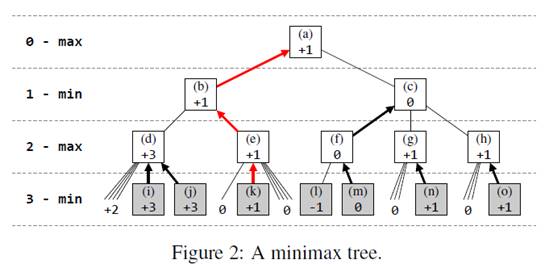 0 - max
(a)
+1
1 - min
(b)
+1
(c)
0
2 - max
(d)
+3
(e)
+1
(f)
0
(g)
+1
(h)
+1
3 - min
+2
(i)
+3
(j)
+3
0
(k)
+1
0
(l)
-1
(m)
0
0
(n)
+1
0
(o)
+1
Figure 2: A minimax tree.